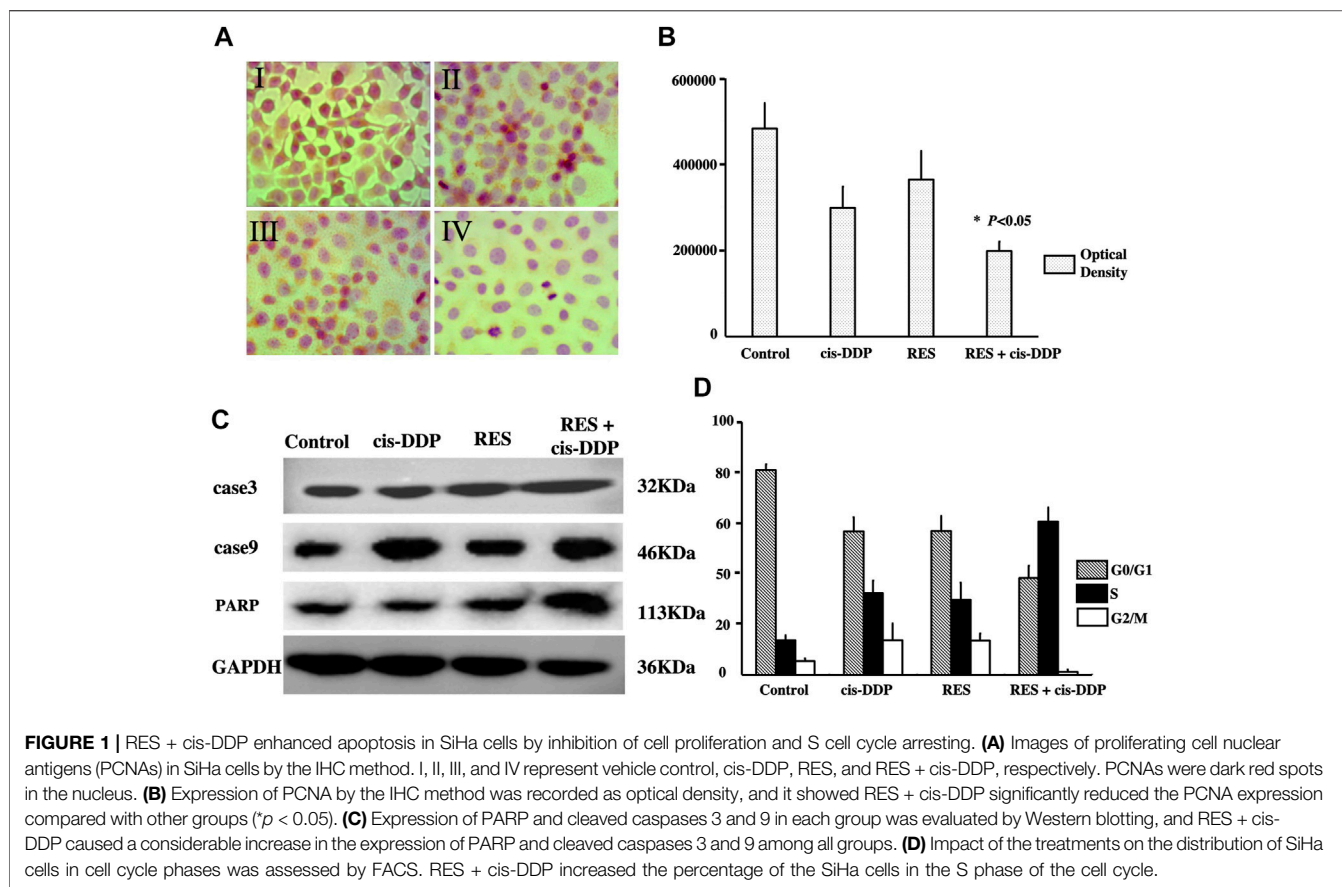 A
I
II
III
IV
B
600000
400000
200000
0
* P<0.05
Optical
Density
Control cis-DDP RES RES + cis-DDP
C
Control cis-DDP RES RES +
cis-DDP
case3 32KDa
case9 46KDa
PARP 113KDa
GAPDH 36KDa
D
100
80
60
50
20
0
G0/G1
S
G2/M
Control cis-DDP RES RES + cis-DDP
FIGURE 1 | RES + cis-DDP enhanced apoptosis in SiHa cells by inhibition of cell proliferation and S cell cycle arresting. (A) Images of proliferating cell nuclear
antigens (PCNAs) in SiHa cells by the IHC method. I, II, III, and IV represent vehicle control, cis-DDP, RES, and RES + cis-DDP, respectively. PCNAs were dark red spots
in the nucleus. (B) Expression of PCNA by the IHC method was recorded as optical density, and it showed RES + cis-DDP significantly reduced the PCNA expression
compared with other groups (*p < 0.05). (C) Expression of PARP and cleaved caspases 3 and 9 in each group was evaluated by Western blotting, and RES + cis-
DDP caused a considerable increase in the expression of PARP and cleaved caspases 3 and 9 among all groups. (D) Impact of the treatments on the distribution of SiHa
cells in cell cycle phases was assessed by FACS. RES + cis-DDP increased the percentage of the SiHa cells in the S phase of the cell cycle.